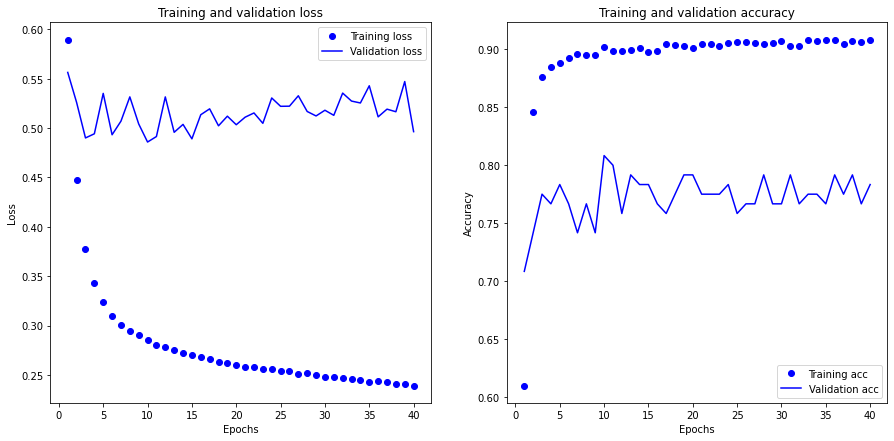 Training and validation loss
Training loss
Validation loss
0.60
0.55
0.50
0.45
0.40
0.35
0.30
0.25
Loss
0 5 10 15 20 25 30 35 40
Epochs
Training and validation accuracy
0.90
0.85
0.80
0.75
0.70
0.65
0.60
Accuracy
Training acc
Validation acc
0 5 10 15 20 25 30 35 40
Epochs